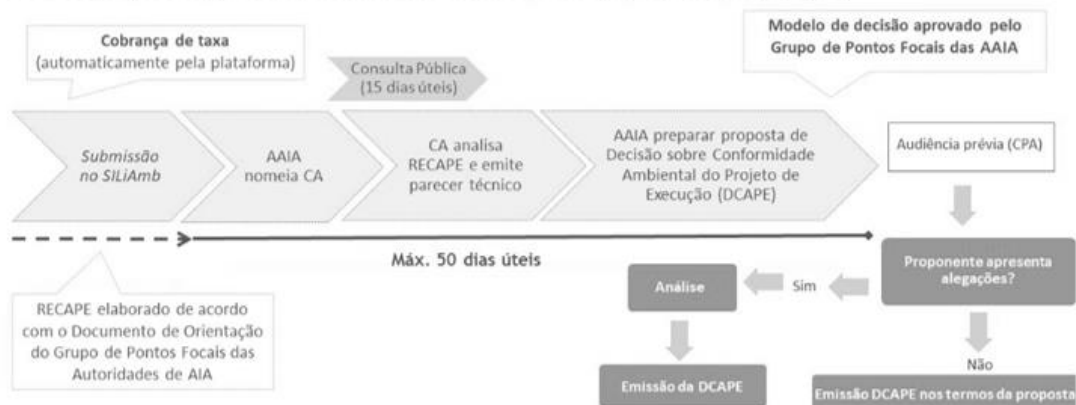 Cobrança de taxa
(automaticamente pela plataforma)
Consulta Pública
(15 dias úteis)
Modelo de decisão aprovado pelo
Grupo de Pontos Focais das AAIA
Submissão
no SILiAmb
AAIA
nomeia CA
CA analisa
RECAPE e emite
parecer técnico
AAIA preparar proposta de
Decisão sobre Conformidade
Ambiental do Projeto de
Execução (DCAPE)
Audiência prévia (CPA)
Máx. 50 dias úteis
RECAPE elaborado de acordo
com o Documento de Orientação
do Grupo de Pontos Focais das
Autoridades de AIA
Proponente apresenta
alegações?
Sim
Análise
Emissão da DCAPE
Não
Emissão DCAPE nos termos da proposta